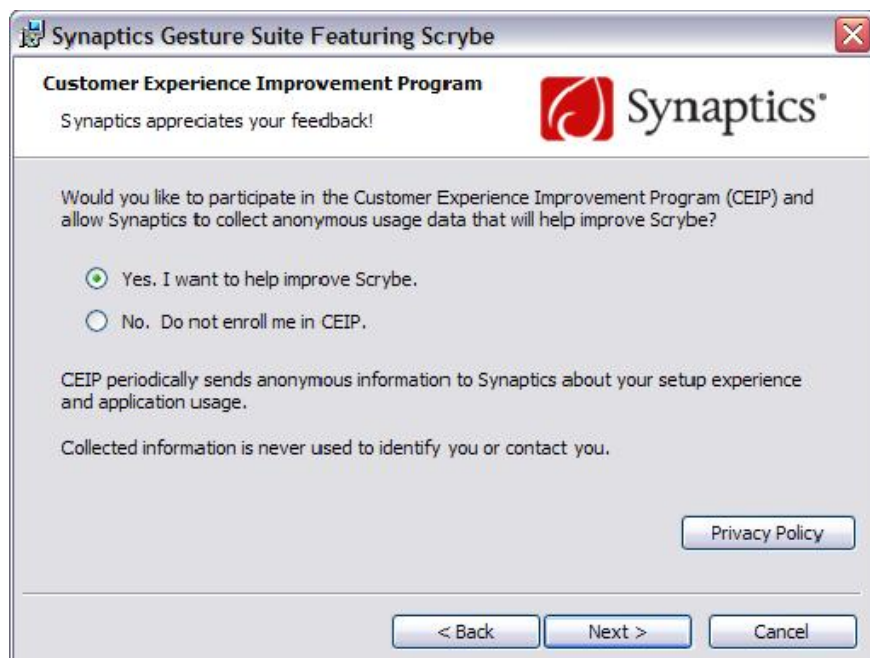 Synaptics Gesture Suite Featuring Scrybe
Customer Experience Improvement Program
Synaptics appreciates your feedback!
Synaptics®
Would you like to participate in the Customer Experience Improvement Program (CEIP) and
allow Synaptics to collect anonymous usage data that will help improve Scrybe?
Yes. I want to help improve Scrybe.
No. Do not enroll me in CEIP.
CEIP periodically sends anonymous information to Synaptics about your setup experience
and application usage.
Collected information is never used to identify you or contact you.
Privacy Policy
< Back
Next >
Cancel